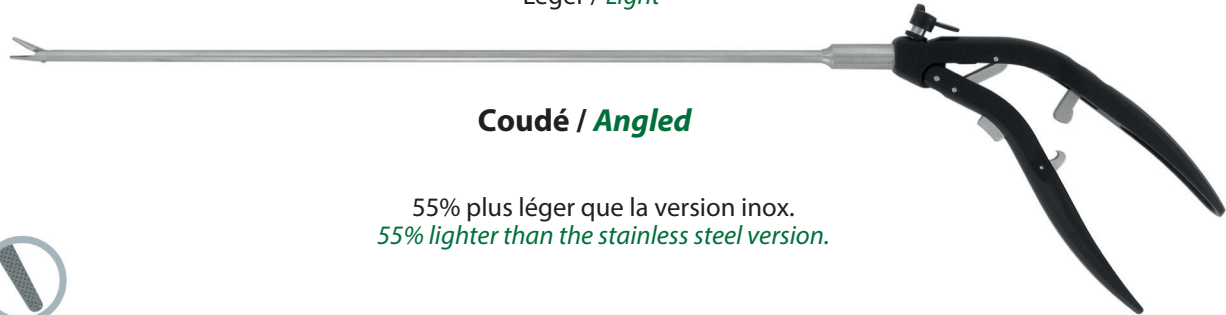 Léger / Light
Coudé / Angled
55% plus léger que la version inox.
55% lighter than the stainless steel version.